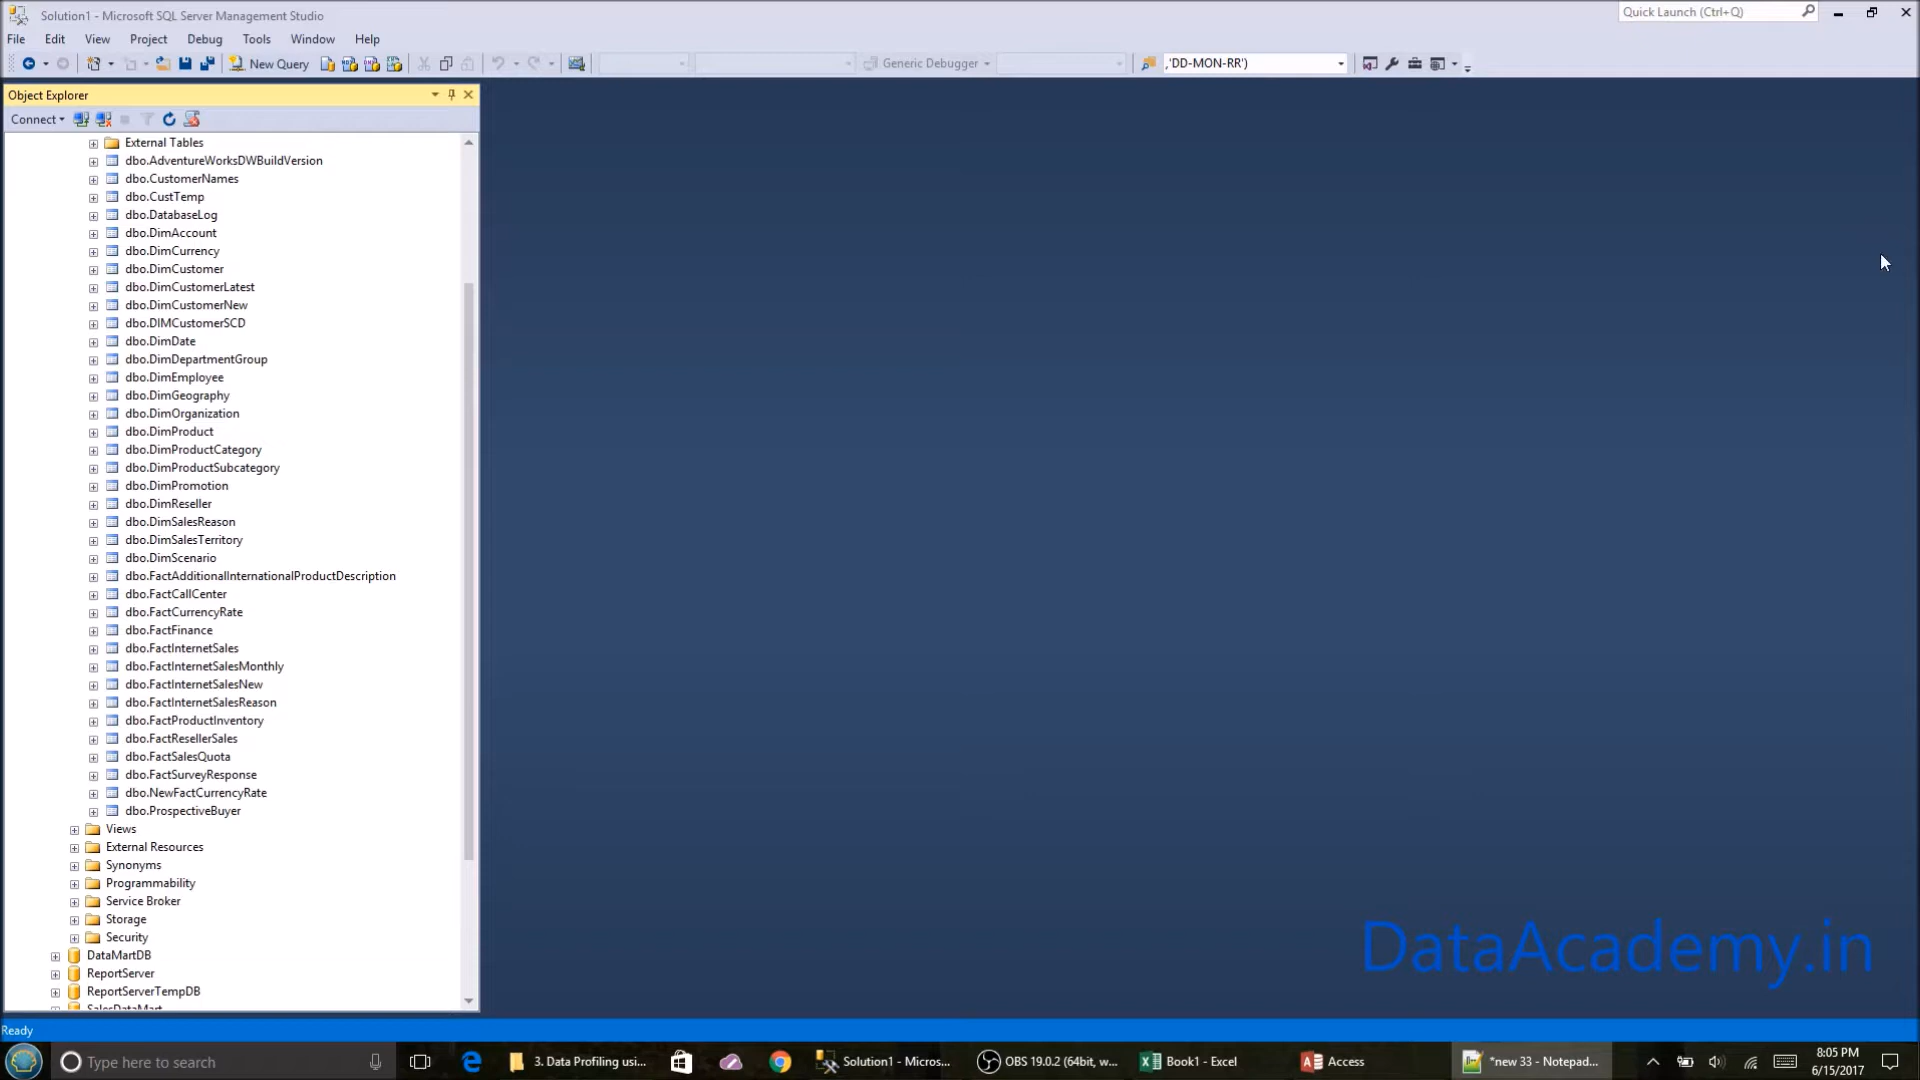 Solution1 - Microsoft SQL Server Management Studio
Quick Launch (Ctrl+Q)
File Edit View Project Debug Tools Window Help
New Query
Generic Debugger
,'DD-MON-RR')
Object Explorer
Connect
External Tables
dbo.AdventureWorksDWBuildVersion
dbo.CustomerNames
dbo.CustTemp
dbo.DatabaseLog
dbo.DimAccount
dbo.DimCurrency
dbo.DimCustomer
dbo.DimCustomerLatest
dbo.DimCustomerNew
dbo.DIMCustomerSCD
dbo.DimDate
dbo.DimDepartmentGroup
dbo.DimEmployee
dbo.DimGeography
dbo.DimOrganization
dbo.DimProduct
dbo.DimProductCategory
dbo.DimProductSubcategory
dbo.DimPromotion
dbo.DimReseller
dbo.DimSalesReason
dbo.DimSalesTerritory
dbo.DimScenario
dbo.FactAdditionalInternationalProductDescription
dbo.FactCallCenter
dbo.FactCurrencyRate
dbo.FactFinance
dbo.FactInternetSales
dbo.FactInternetSalesMonthly
dbo.FactInternetSalesNew
dbo.FactInternetSalesReason
dbo.FactProductInventory
dbo.FactResellerSales
dbo.FactSalesQuota
dbo.FactSurveyResponse
dbo.NewFactCurrencyRate
dbo.ProspectiveBuyer
Views
External Resources
Synonyms
Programmability
Service Broker
Storage
Security
DataMartDB
ReportServer
ReportServerTempDB
SalesDataMart
DataAcademy.in
Ready
Type here to search
3. Data Profiling usi...
Solution1 - Micros...
OBS 19.0.2 (64bit, w...
Book1 - Excel
Access
*new 33 - Notepad...
8:05 PM
6/15/2017